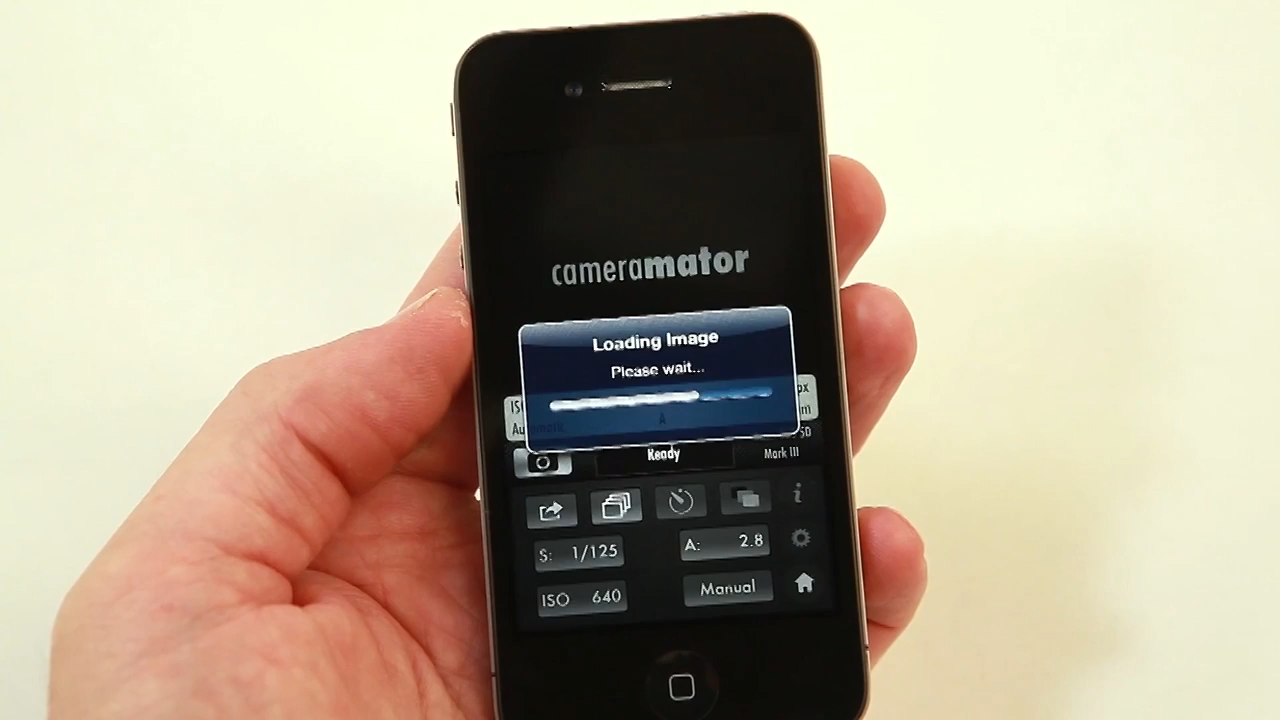 cameramator
Loading Image
Please wait...
A
Ready
Mark III
S: 1/125
A: 2.8
ISO 640
Manual